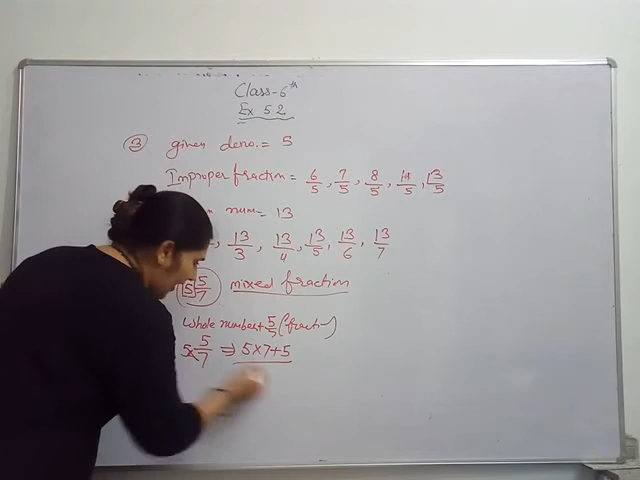 Class-6th
Ex 5.2
③ given deno. = 5
Improper fraction = 6/5, 7/5, 8/5, 11/5, 13/5
num = 13
, 13/3, 13/4, 13/5, 13/6, 13/7
5 5/7 mixed fraction
Whole number + 5/7 (fraction)
5 5/7 ⇒ 5×7+5